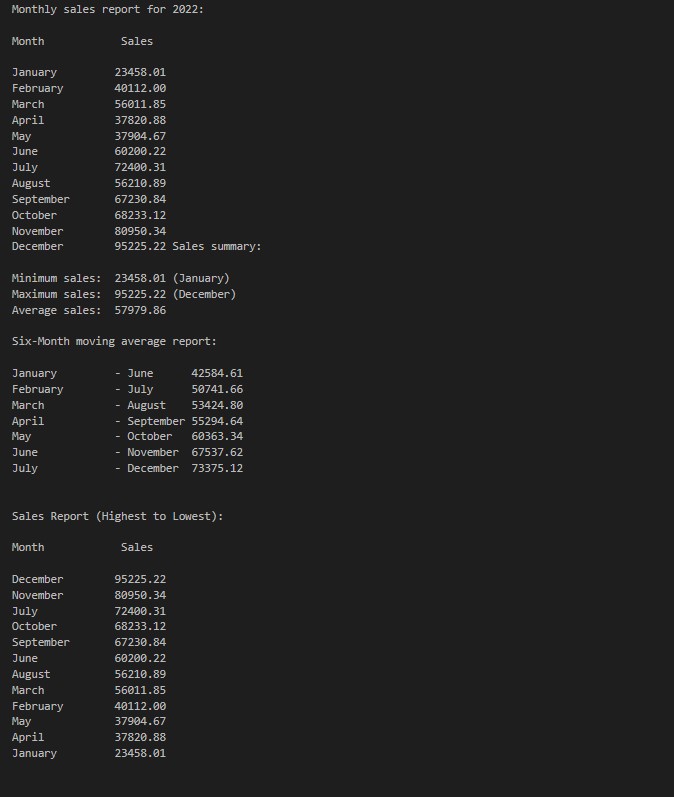 Monthly sales report for 2022:
Month Sales
January 23458.01
February 40112.00
March 56011.85
April 37820.88
May 37904.67
June 60200.22
July 72400.31
August 56210.89
September 67230.84
October 68233.12
November 80950.34
December 95225.22 Sales summary:
Minimum sales: 23458.01 (January)
Maximum sales: 95225.22 (December)
Average sales: 57979.86
Six-Month moving average report:
January - June 42584.61
February - July 50741.66
March - August 53424.80
April - September 55294.64
May - October 60363.34
June - November 67537.62
July - December 73375.12
Sales Report (Highest to Lowest):
Month Sales
December 95225.22
November 80950.34
July 72400.31
October 68233.12
September 67230.84
June 60200.22
August 56210.89
March 56011.85
February 40112.00
May 37904.67
April 37820.88
January 23458.01